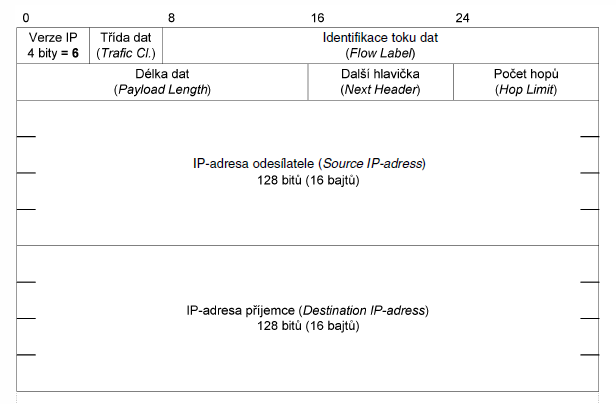 0 8 16 24
Verze IP Třída dat Identifikace toku dat
4 bity = 6 (Trafic Cl.) (Flow Label)
Délka dat Další hlavička Počet hopů
(Payload Length) (Next Header) (Hop Limit)
IP-adresa odesílatele (Source IP-adress)
128 bitů (16 bajtů)
IP-adresa příjemce (Destination IP-adress)
128 bitů (16 bajtů)